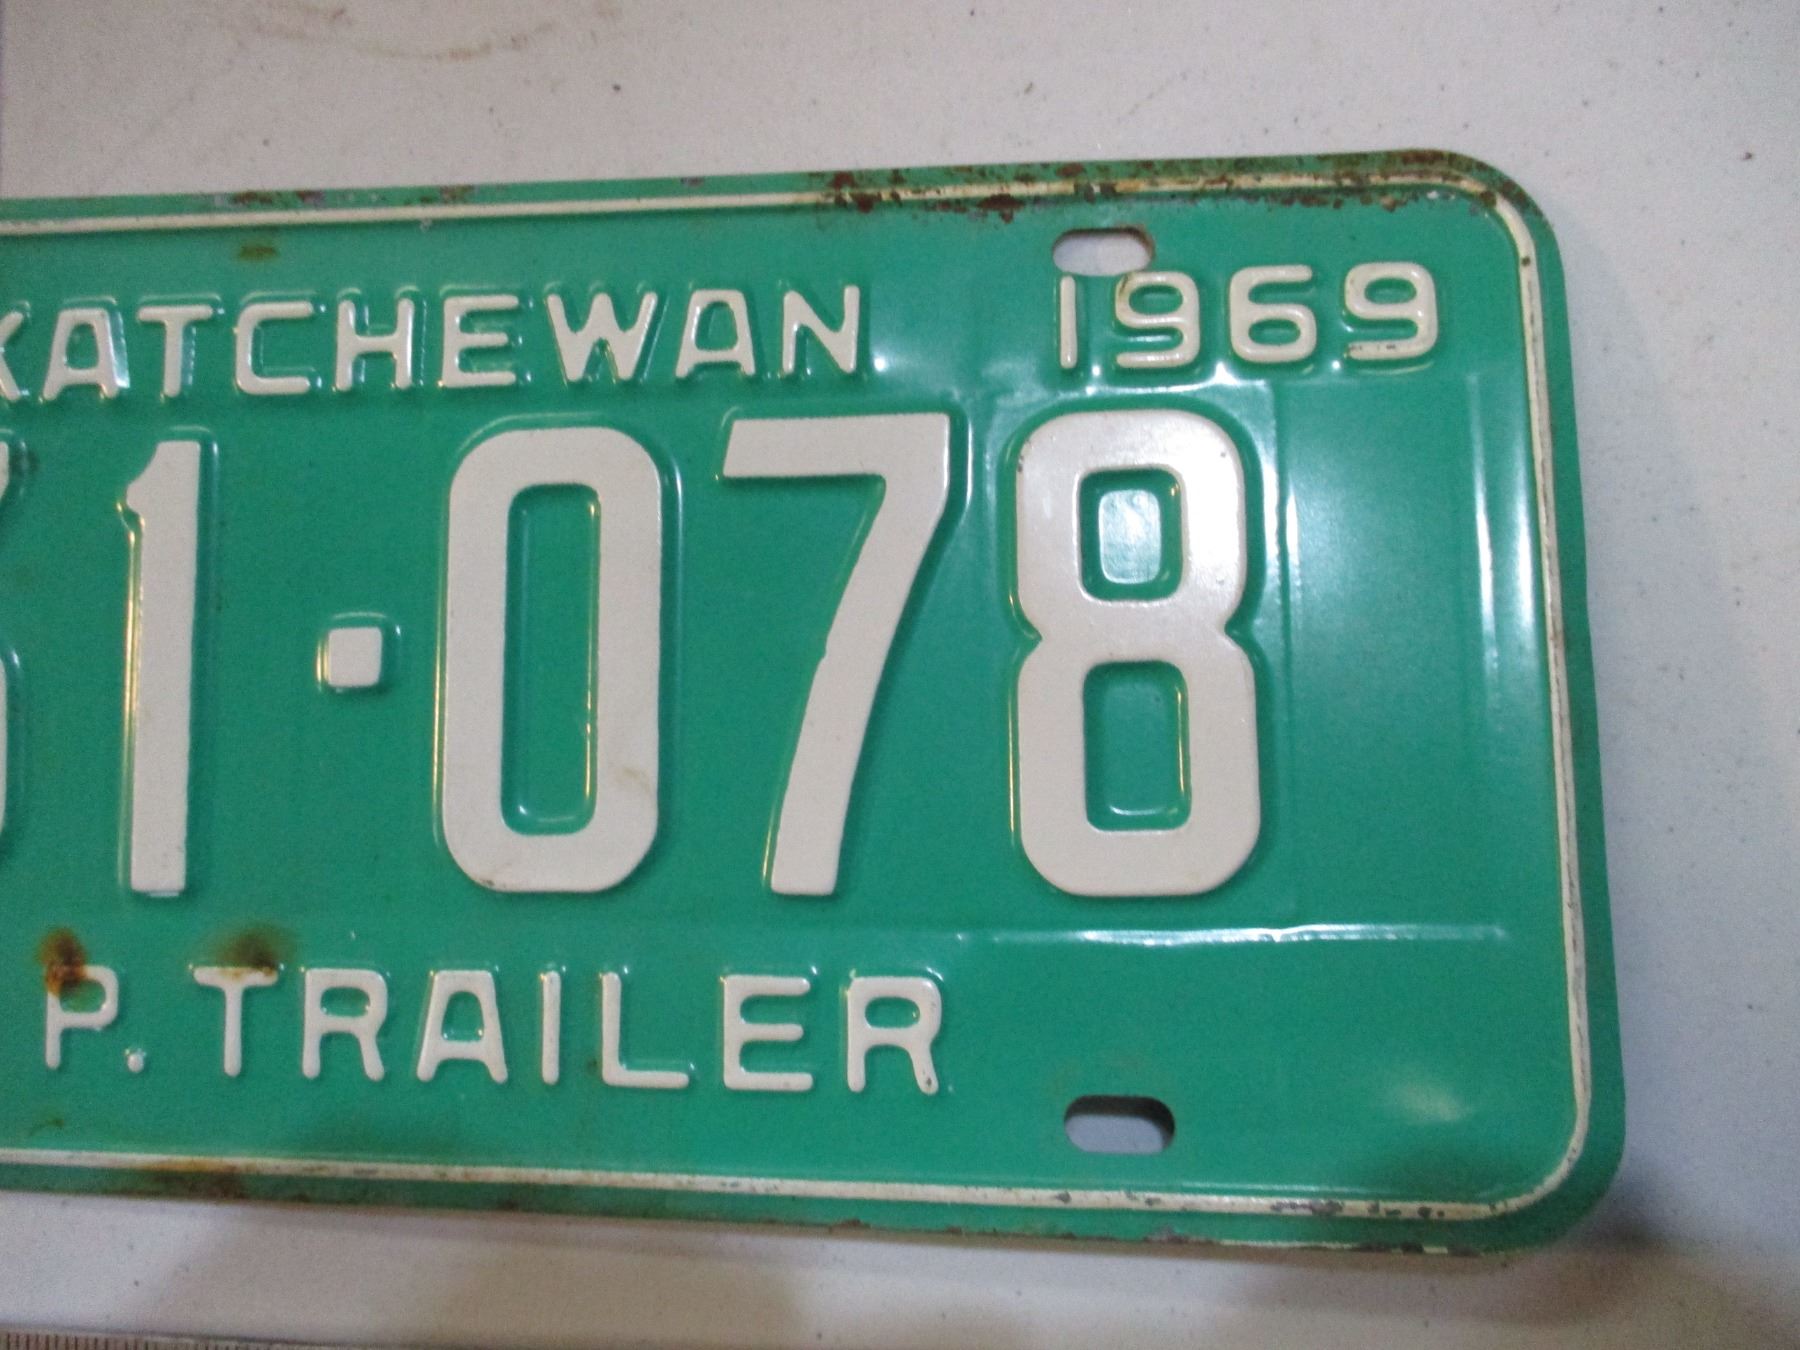 KATCHEWAN 1969
1·078
P. TRAILER